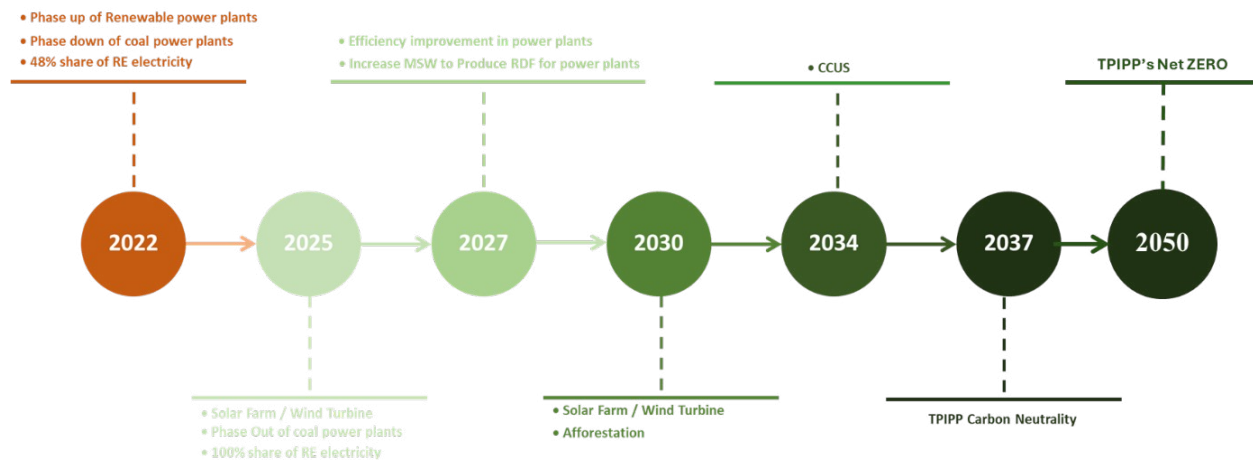 • Phase up of Renewable power plants
• Phase down of coal power plants
• 48% share of RE electricity
• Efficiency improvement in power plants
• Increase MSW to Produce RDF for power plants
• CCUS
TPIPP's Net ZERO
2022
2025
2027
2030
2034
2037
2050
• Solar Farm / Wind Turbine
• Phase Out of coal power plants
• 100% share of RE electricity
• Solar Farm / Wind Turbine
• Afforestation
TPIPP Carbon Neutrality